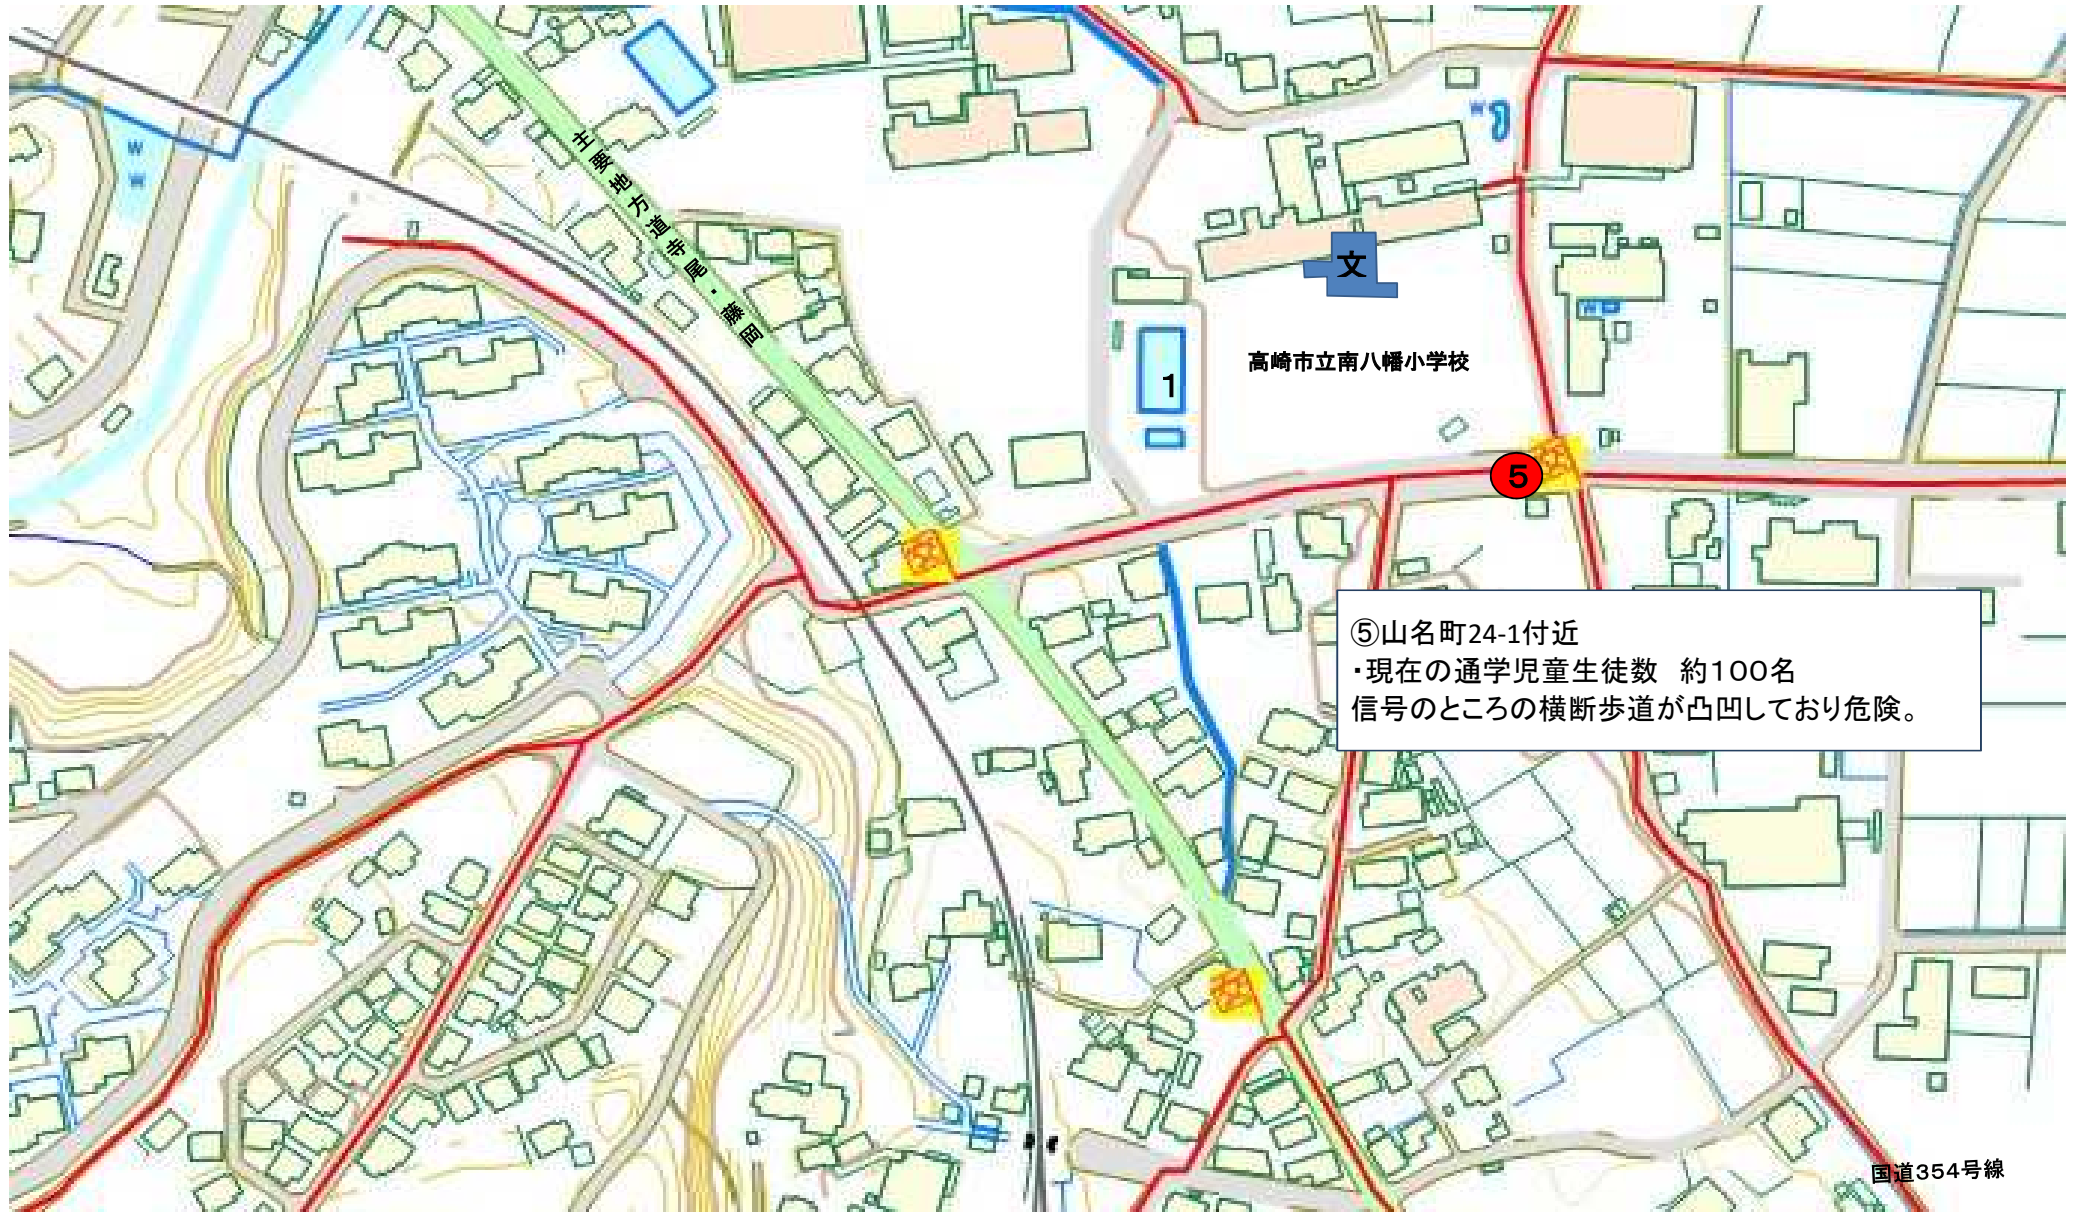 主要地方道寺尾・藤岡
文
高崎市立南八幡小学校
1
5
⑤山名町24-1付近
・現在の通学児童生徒数　約100名
信号のところの横断歩道が凸凹しており危険。
国道354号線